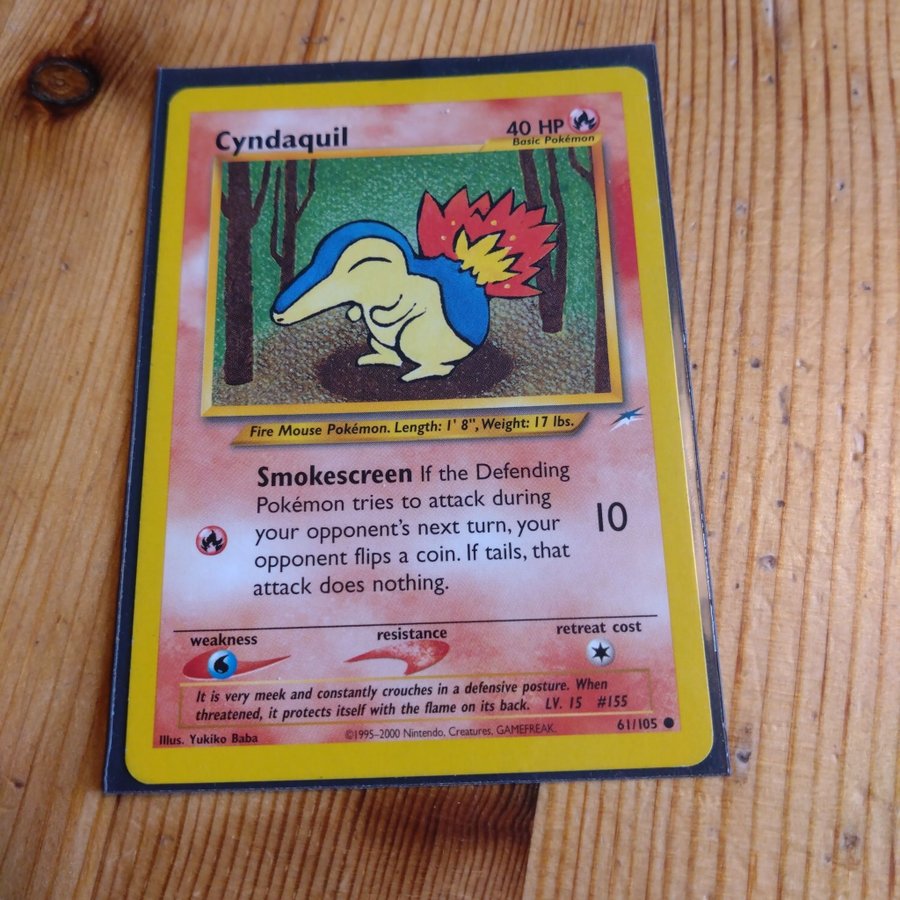 Cyndaquil
40 HP
Basic Pokémon
Fire Mouse Pokémon. Length: 1' 8", Weight: 17 lbs.
Smokescreen If the Defending
Pokémon tries to attack during
your opponent's next turn, your
opponent flips a coin. If tails, that
attack does nothing.
10
weakness
resistance
retreat cost
It is very meek and constantly crouches in a defensive posture. When
threatened, it protects itself with the flame on its back. LV. 15 #155
Illus. Yukiko Baba
©1995–2000 Nintendo, Creatures, GAMEFREAK.
61/105